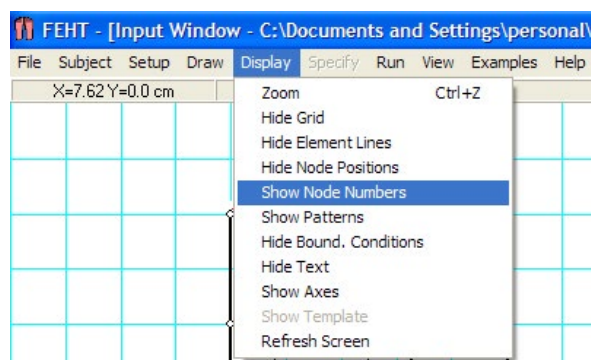 FEHT - [Input Window - C:\Documents and Settings\personal\
File Subject Setup Draw Display Specify Run View Examples Help
X=7.62 Y=0.0 cm
Zoom Ctrl+Z
Hide Grid
Hide Element Lines
Hide Node Positions
Show Node Numbers
Show Patterns
Hide Bound. Conditions
Hide Text
Show Axes
Show Template
Refresh Screen